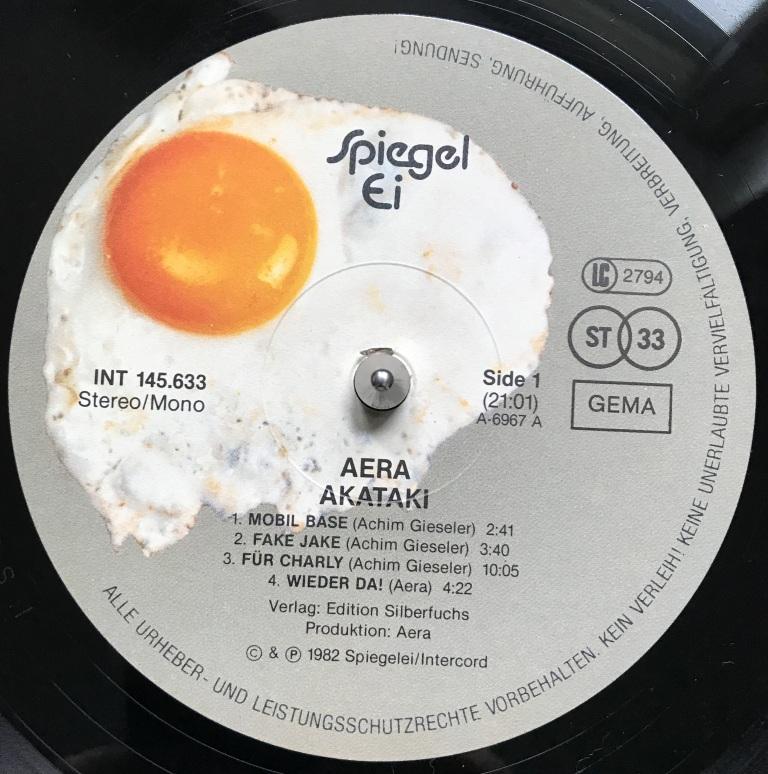 Spiegel
Ei
LC 2794
ST 33
GEMA
INT 145.633
Stereo/Mono
Side 1
(21:01)
A-6967 A
AERA
AKATAKI
1. MOBIL BASE (Achim Gieseler) 2:41
2. FAKE JAKE (Achim Gieseler) 3:40
3. FÜR CHARLY (Achim Gieseler) 10:05
4. WIEDER DA! (Aera) 4:22
Verlag: Edition Silberfuchs
Produktion: Aera
© & ℗ 1982 Spiegelei/Intercord
ALLE URHEBER- UND LEISTUNGSSCHUTZRECHTE VORBEHALTEN. KEIN VERLEIH! KEINE UNERLAUBTE VERVIELFÄLTIGUNG, VERBREITUNG, AUFFÜHRUNG, SENDUNG!